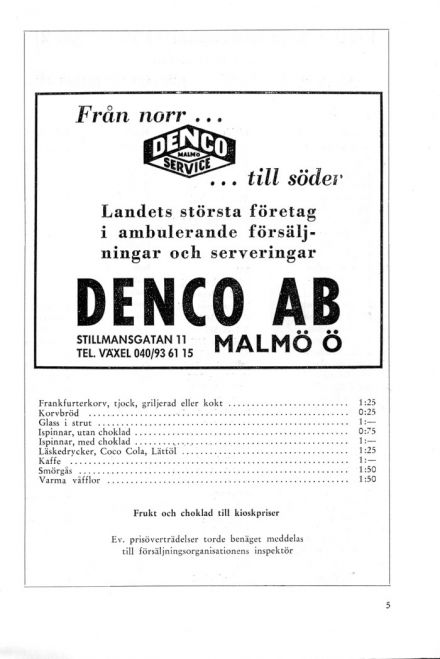 Från norr ...
DENCO
MALMÖ
SERVICE
... till söder
Landets största företag
i ambulerande försälj-
ningar och serveringar
DENCO AB
STILLMANSGATAN 11
TEL. VÄXEL 040/93 61 15
MALMÖ Ö
Frankfurterkorv, tjock, griljerad eller kokt .............................. 1:25
Korvbröd .............................. 0:25
Glass i strut .............................. 1:—
Ispinnar, utan choklad .............................. 0:75
Ispinnar, med choklad .............................. 1:—
Läskedrycker, Coco Cola, Lättöl .............................. 1:25
Kaffe .............................. 1:—
Smörgås .............................. 1:50
Varma våfflor .............................. 1:50
Frukt och choklad till kioskpriser
Ev. prisöverträdelser torde benäget meddelas
till försäljningsorganisationens inspektör
5